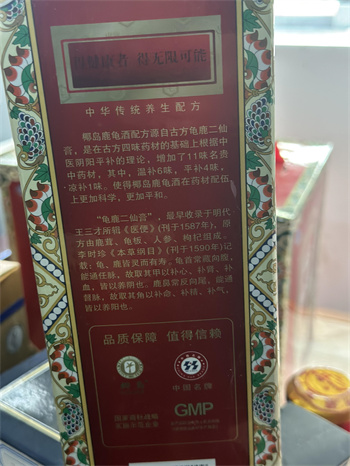 得无限可能
中华传统养生配方
椰岛鹿龟酒配方源自古方龟鹿二仙
膏，是在古方四味药材的基础上根据中
医阴阳平补的理论，增加了11味名贵
中药材，其中，温补6味，平补4味，
凉补1味。使得椰岛鹿龟酒在药材配伍
上更加科学，更加平和。
“龟鹿二仙膏”，最早收录于明代
王三才所辑《医便》（刊于1587年），原
方由鹿茸、龟板、人参、枸杞组成。
李时珍《本草纲目》（刊于1590年）记
载：龟、鹿皆灵而有寿。龟首常藏向腹，
能通任脉，故取其甲以补心、补肾、补
血，皆以养阴也。鹿鼻常反向尾，能通
督脉，故取其角以补命、补精、补气，
皆以养阳也。
品质保障 值得信赖
中国名牌
GMP